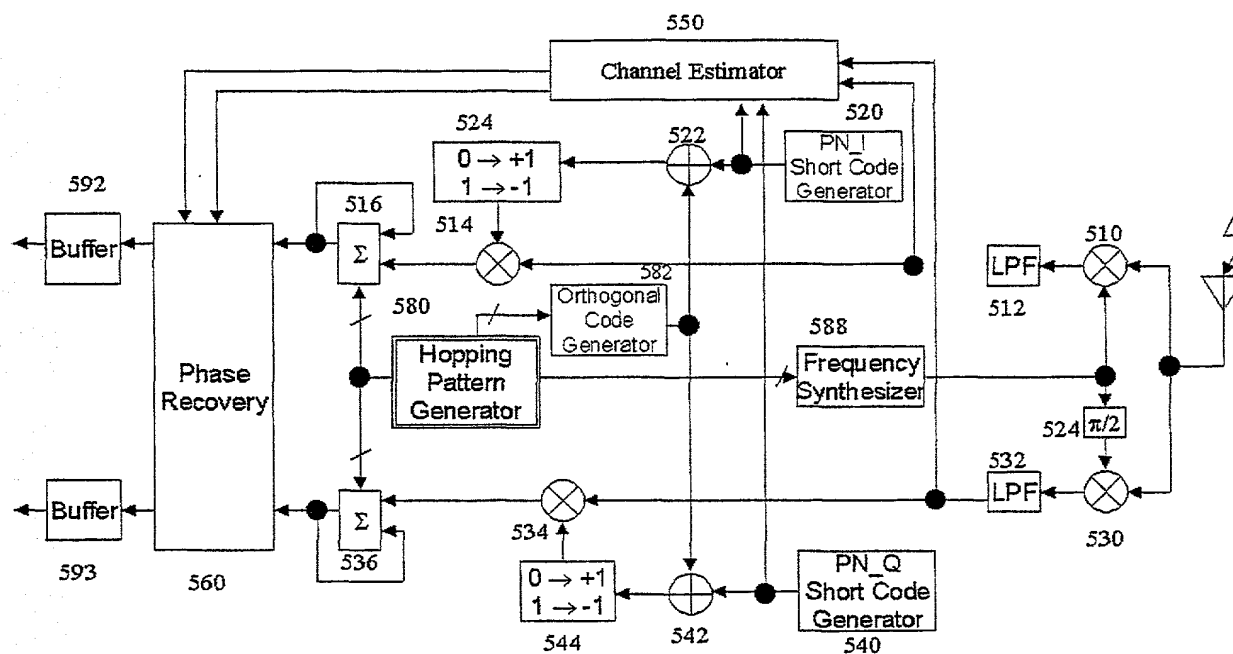 550
Channel Estimator
520
524
0 → +1
1 → -1
522
PN_I
Short Code
Generator
592
Buffer
516
Σ
514
510
LPF
512
582
580
Orthogonal
Code
Generator
588
Hopping
Pattern
Generator
Frequency
Synthesizer
Phase
Recovery
524
π/2
532
LPF
530
Buffer
593
560
Σ
536
534
0 → +1
1 → -1
544
542
PN_Q
Short Code
Generator
540